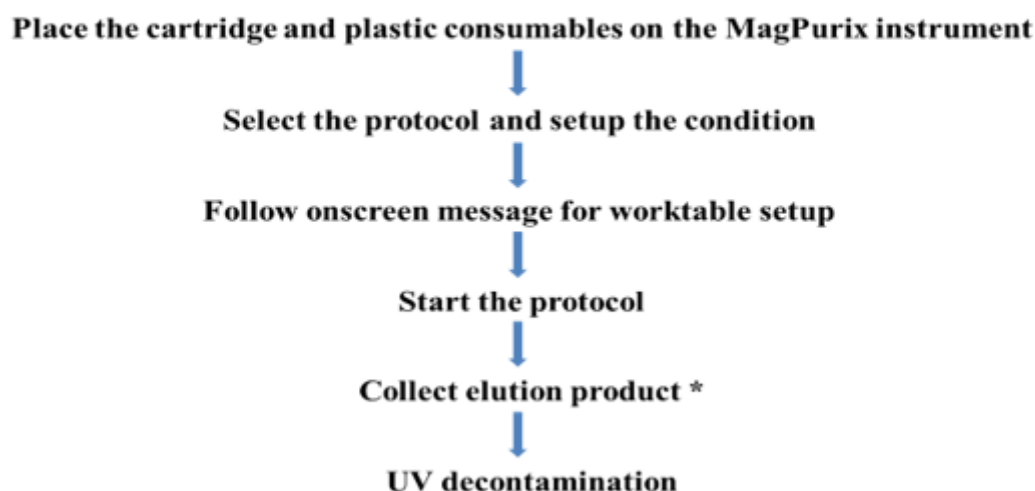 Place the cartridge and plastic consumables on the MagPurix instrument
Select the protocol and setup the condition
Follow onscreen message for worktable setup
Start the protocol
Collect elution product *
UV decontamination